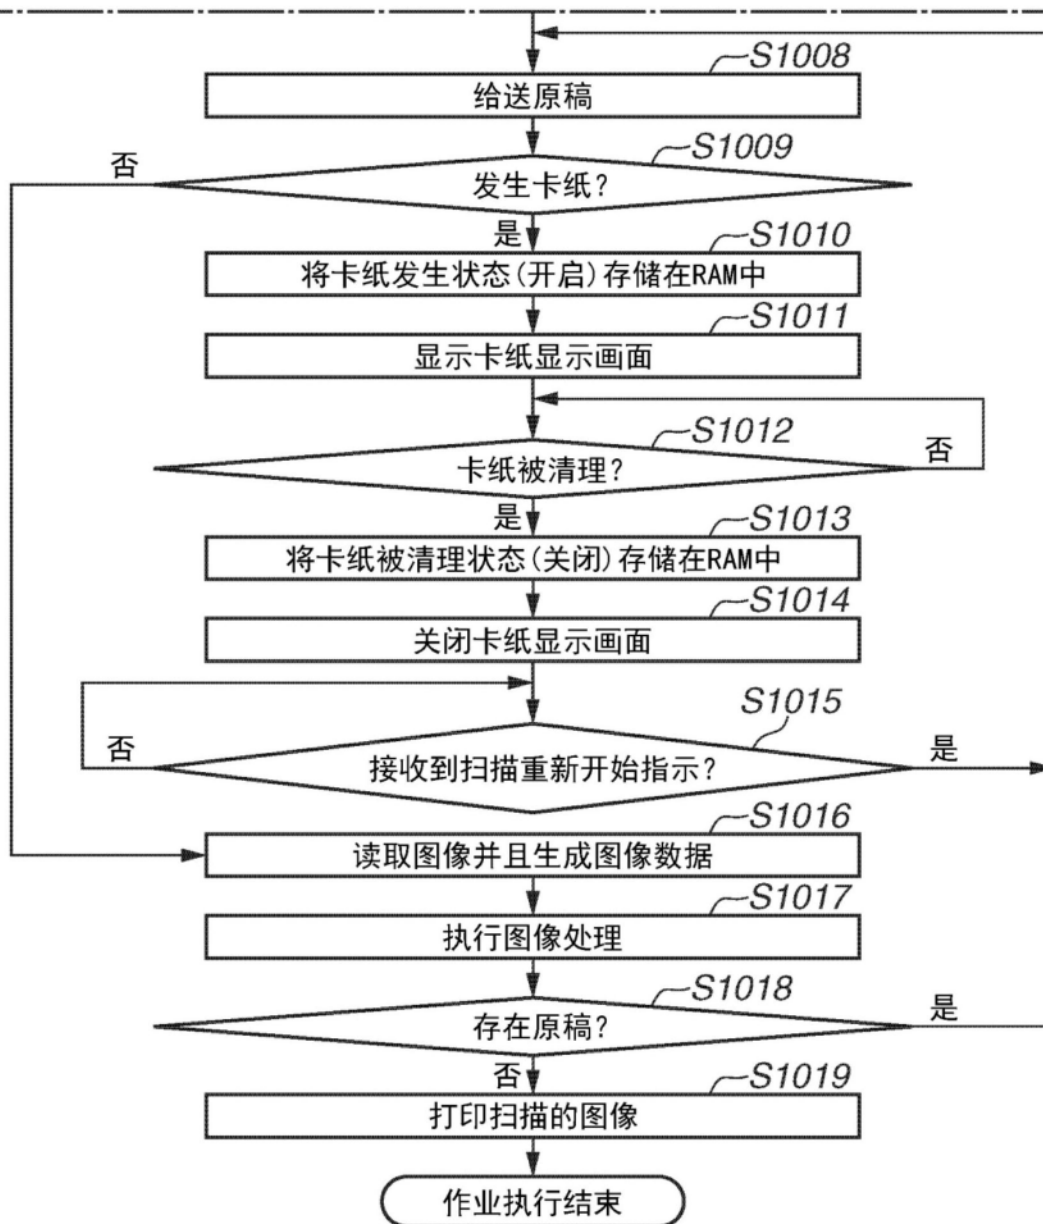 S1008
给送原稿
S1009
否
发生卡纸?
是
S1010
将卡纸发生状态(开启)存储在RAM中
S1011
显示卡纸显示画面
S1012
卡纸被清理?
否
是
S1013
将卡纸被清理状态(关闭)存储在RAM中
S1014
关闭卡纸显示画面
S1015
否
接收到扫描重新开始指示?
是
S1016
读取图像并且生成图像数据
S1017
执行图像处理
S1018
存在原稿?
是
否
S1019
打印扫描的图像
作业执行结束